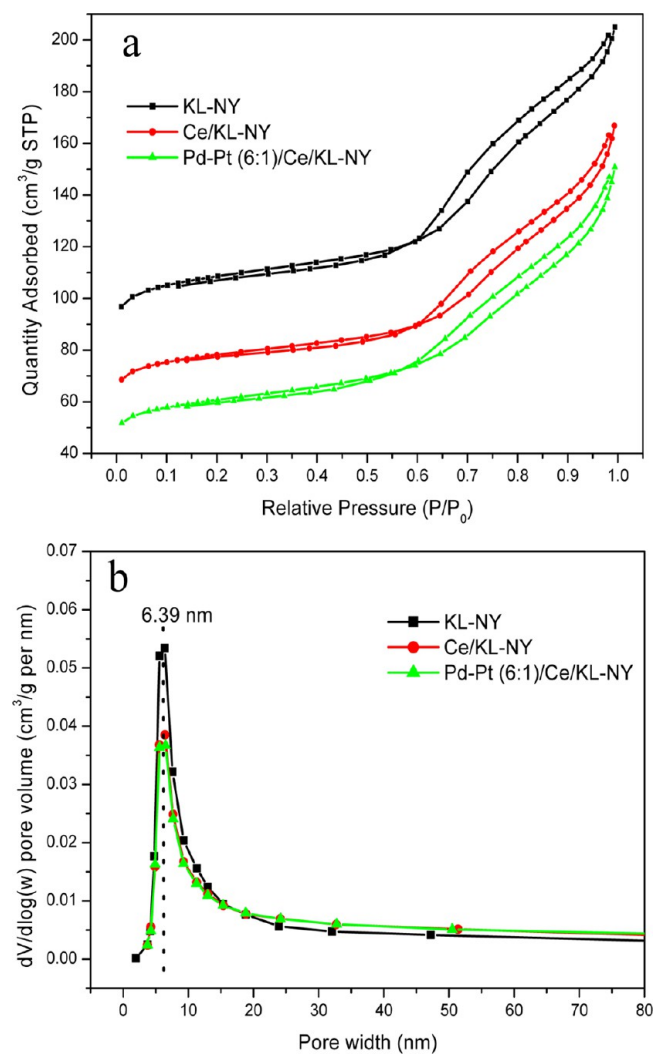 a
KL-NY
Ce/KL-NY
Pd-Pt (6:1)/Ce/KL-NY
Quantity Adsorbed (cm³/g STP)
200
180
160
140
120
100
80
60
40
0.0 0.1 0.2 0.3 0.4 0.5 0.6 0.7 0.8 0.9 1.0
Relative Pressure (P/P₀)
b
6.39 nm
KL-NY
Ce/KL-NY
Pd-Pt (6:1)/Ce/KL-NY
dV/dlog(w) pore volume (cm³/g per nm)
0.07
0.06
0.05
0.04
0.03
0.02
0.01
0.00
0 10 20 30 40 50 60 70 80
Pore width (nm)